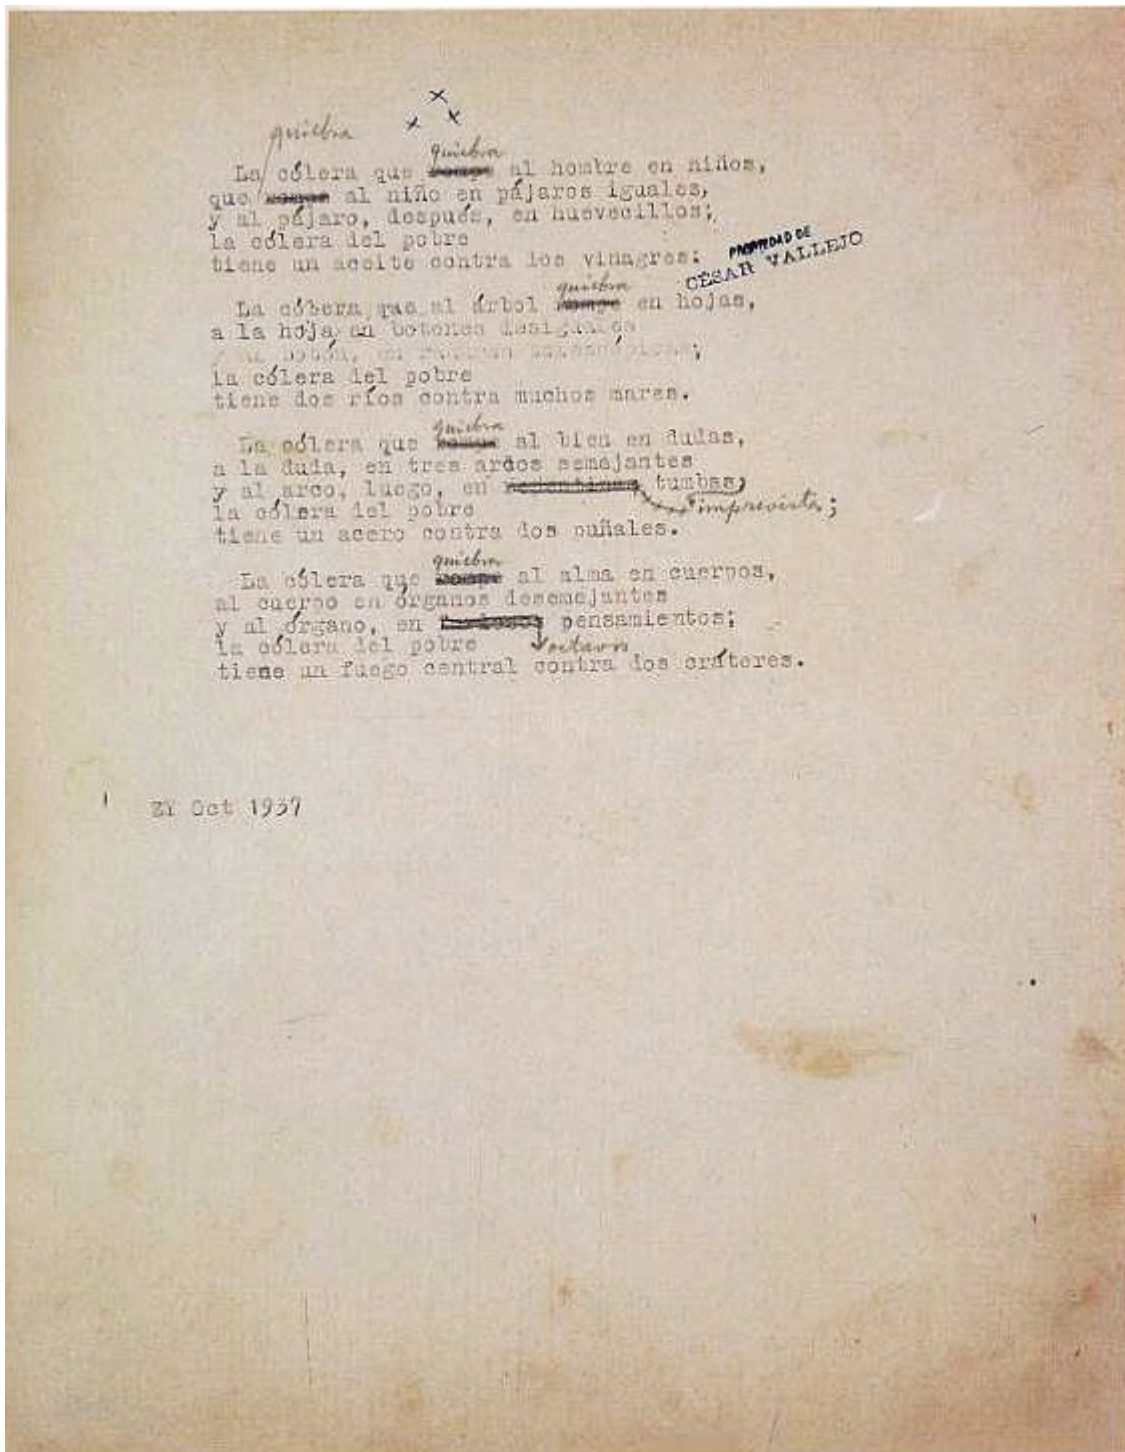 quiebra
quiebra
La cólera que al hombre en niños,
que al niño en pájaros iguales,
y al pájaro, después, en huevecillos;
la cólera del pobre
tiene un aceite contra los vinagres.
PROPIEDAD DE
CÉSAR VALLEJO
quiebra
La cólera que al árbol en hojas,
a la hoja en botones desiguales
y al botón, en ranuras telescópicas;
la cólera del pobre
tiene dos ríos contra muchos mares.
quiebra
La cólera que al bien en dudas,
a la duda, en tres arcos semejantes
y al arco, luego, en tumbas
imprevistas;
la cólera del pobre
tiene un acero contra dos puñales.
quiebra
La cólera que al alma en cuerpos,
al cuerpo en órganos desemejantes
y al órgano, en pensamientos;
octavos
la cólera del pobre
tiene un fuego central contra dos cráteres.
Oct 1937